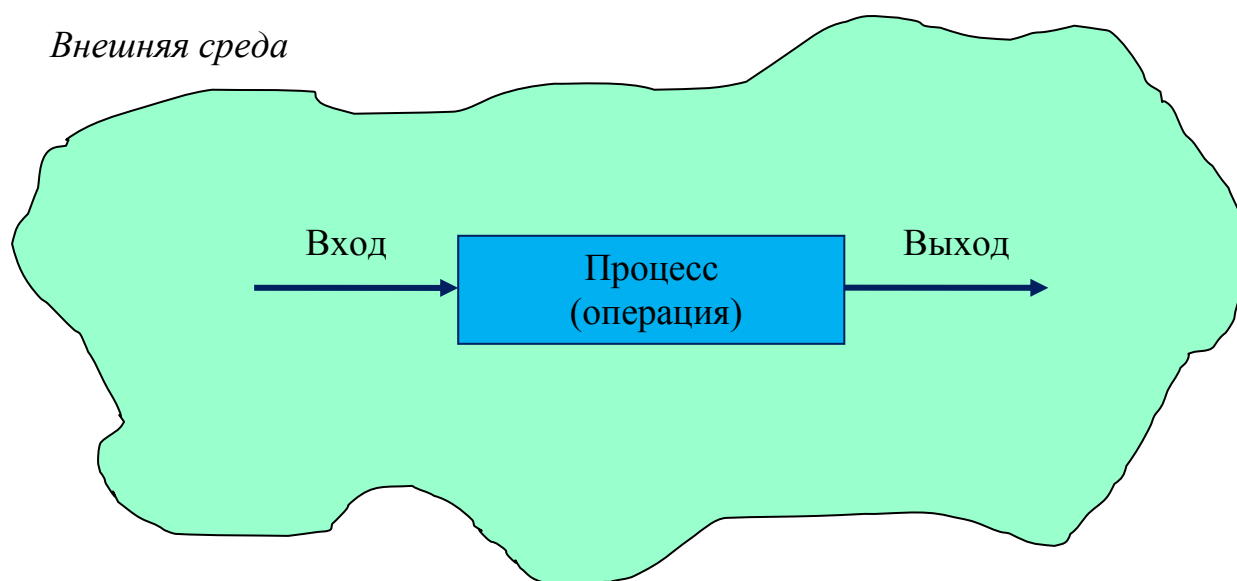 Внешняя среда
Вход
Процесс
(операция)
Выход